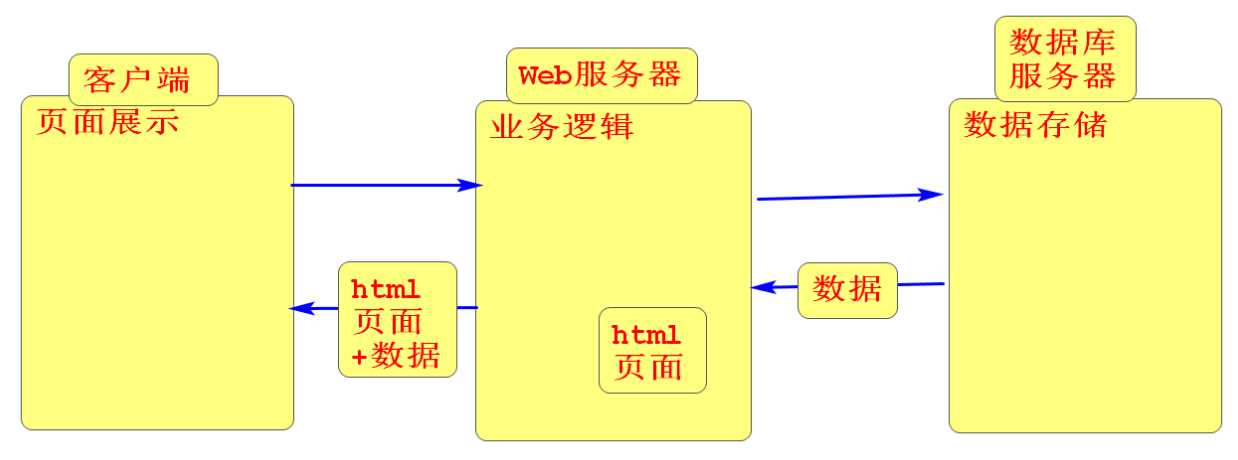 客户端
页面展示
Web服务器
业务逻辑
数据库
服务器
数据存储
html
页面
+数据
html
页面
数据